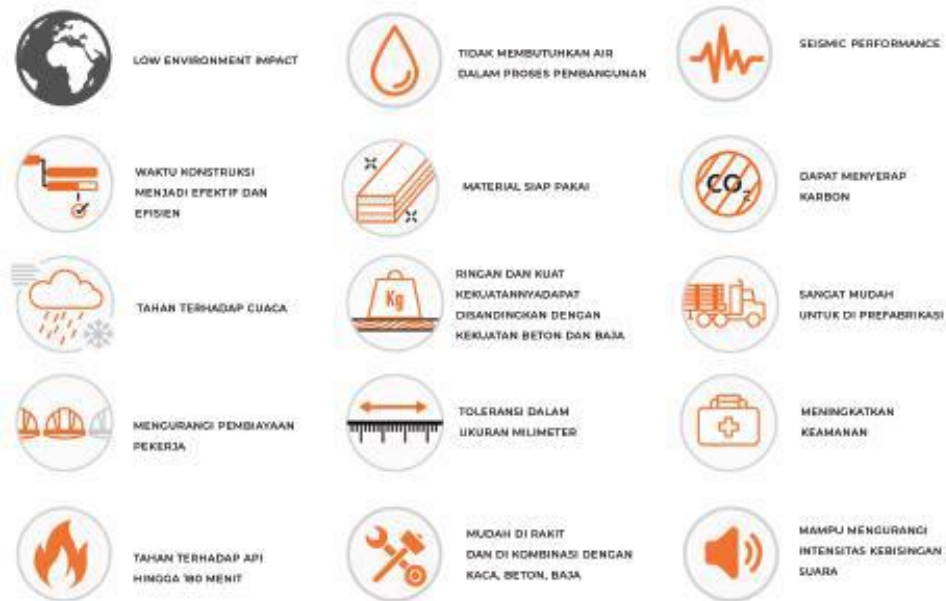 LOW ENVIRONMENT IMPACT
TIDAK MEMBUTUHKAN AIR
DALAM PROSES PEMBANGUNAN
SEISMIC PERFORMANCE
WAKTU KONSTRUKSI
MENJADI EFEKTIF DAN
EFISIEN
MATERIAL SIAP PAKAI
CO2
DAPAT MENYERAP
KARBON
TAHAN TERHADAP CUACA
Kg
RINGAN DAN KUAT
KEKUATANNYADAPAT
DISANDINGKAN DENGAN
KEKUATAN BETON DAN BAJA
SANGAT MUDAH
UNTUK DI PREFABRIKASI
MENGURANGI PEMBIAYAAN
PEKERJA
TOLERANSI DALAM
UKURAN MILIMETER
MENINGKATKAN
KEAMANAN
TAHAN TERHADAP API
HINGGA 180 MENIT
MUDAH DI RAKIT
DAN DI KOMBINASI DENGAN
KACA, BETON, BAJA
MAMPU MENGURANGI
INTENSITAS KEBISINGAN
SUARA